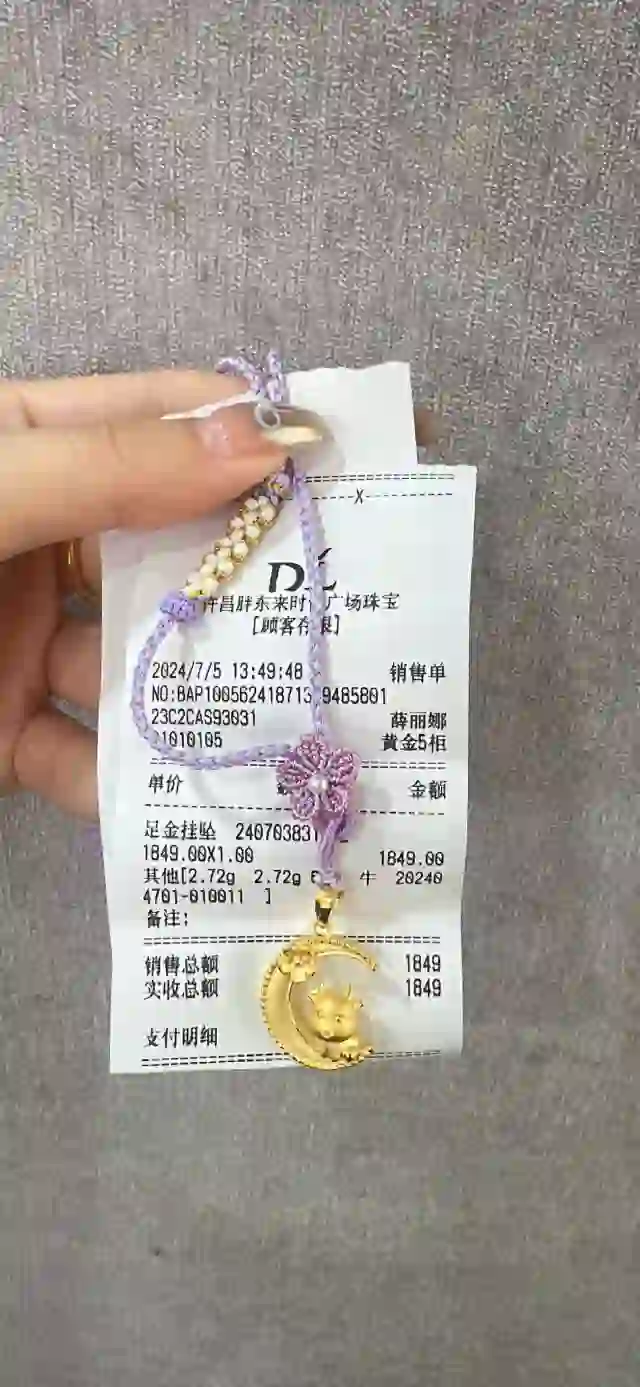 X
DL
许昌胖东来时 广场珠宝
[顾客存 ]
2024/7/5 13:49:48 销售单
NO:BAP100562418713 9485801
23C2CAS93031 薛丽娜
21010105 黄金5柜
单价 金额
足金挂坠 24070383
1849.00X1.00 1849.00
其他[2.72g 2.72g 牛 20240
4701-010011 ]
备注:
销售总额 1849
实收总额 1849
支付明细